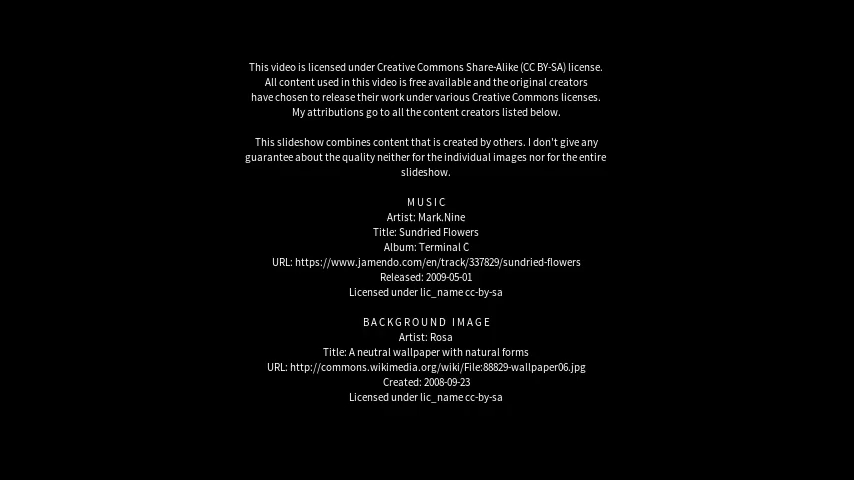 This video is licensed under Creative Commons Share-Alike (CC BY-SA) license.
All content used in this video is free available and the original creators
have chosen to release their work under various Creative Commons licenses.
My attributions go to all the content creators listed below.
This slideshow combines content that is created by others. I don't give any
guarantee about the quality neither for the individual images nor for the entire
slideshow.
MUSIC
Artist: Mark.Nine
Title: Sundried Flowers
Album: Terminal C
URL: https://www.jamendo.com/en/track/337829/sundried-flowers
Released: 2009-05-01
Licensed under lic_name cc-by-sa
BACKGROUND IMAGE
Artist: Rosa
Title: A neutral wallpaper with natural forms
URL: http://commons.wikimedia.org/wiki/File:88829-wallpaper06.jpg
Created: 2008-09-23
Licensed under lic_name cc-by-sa